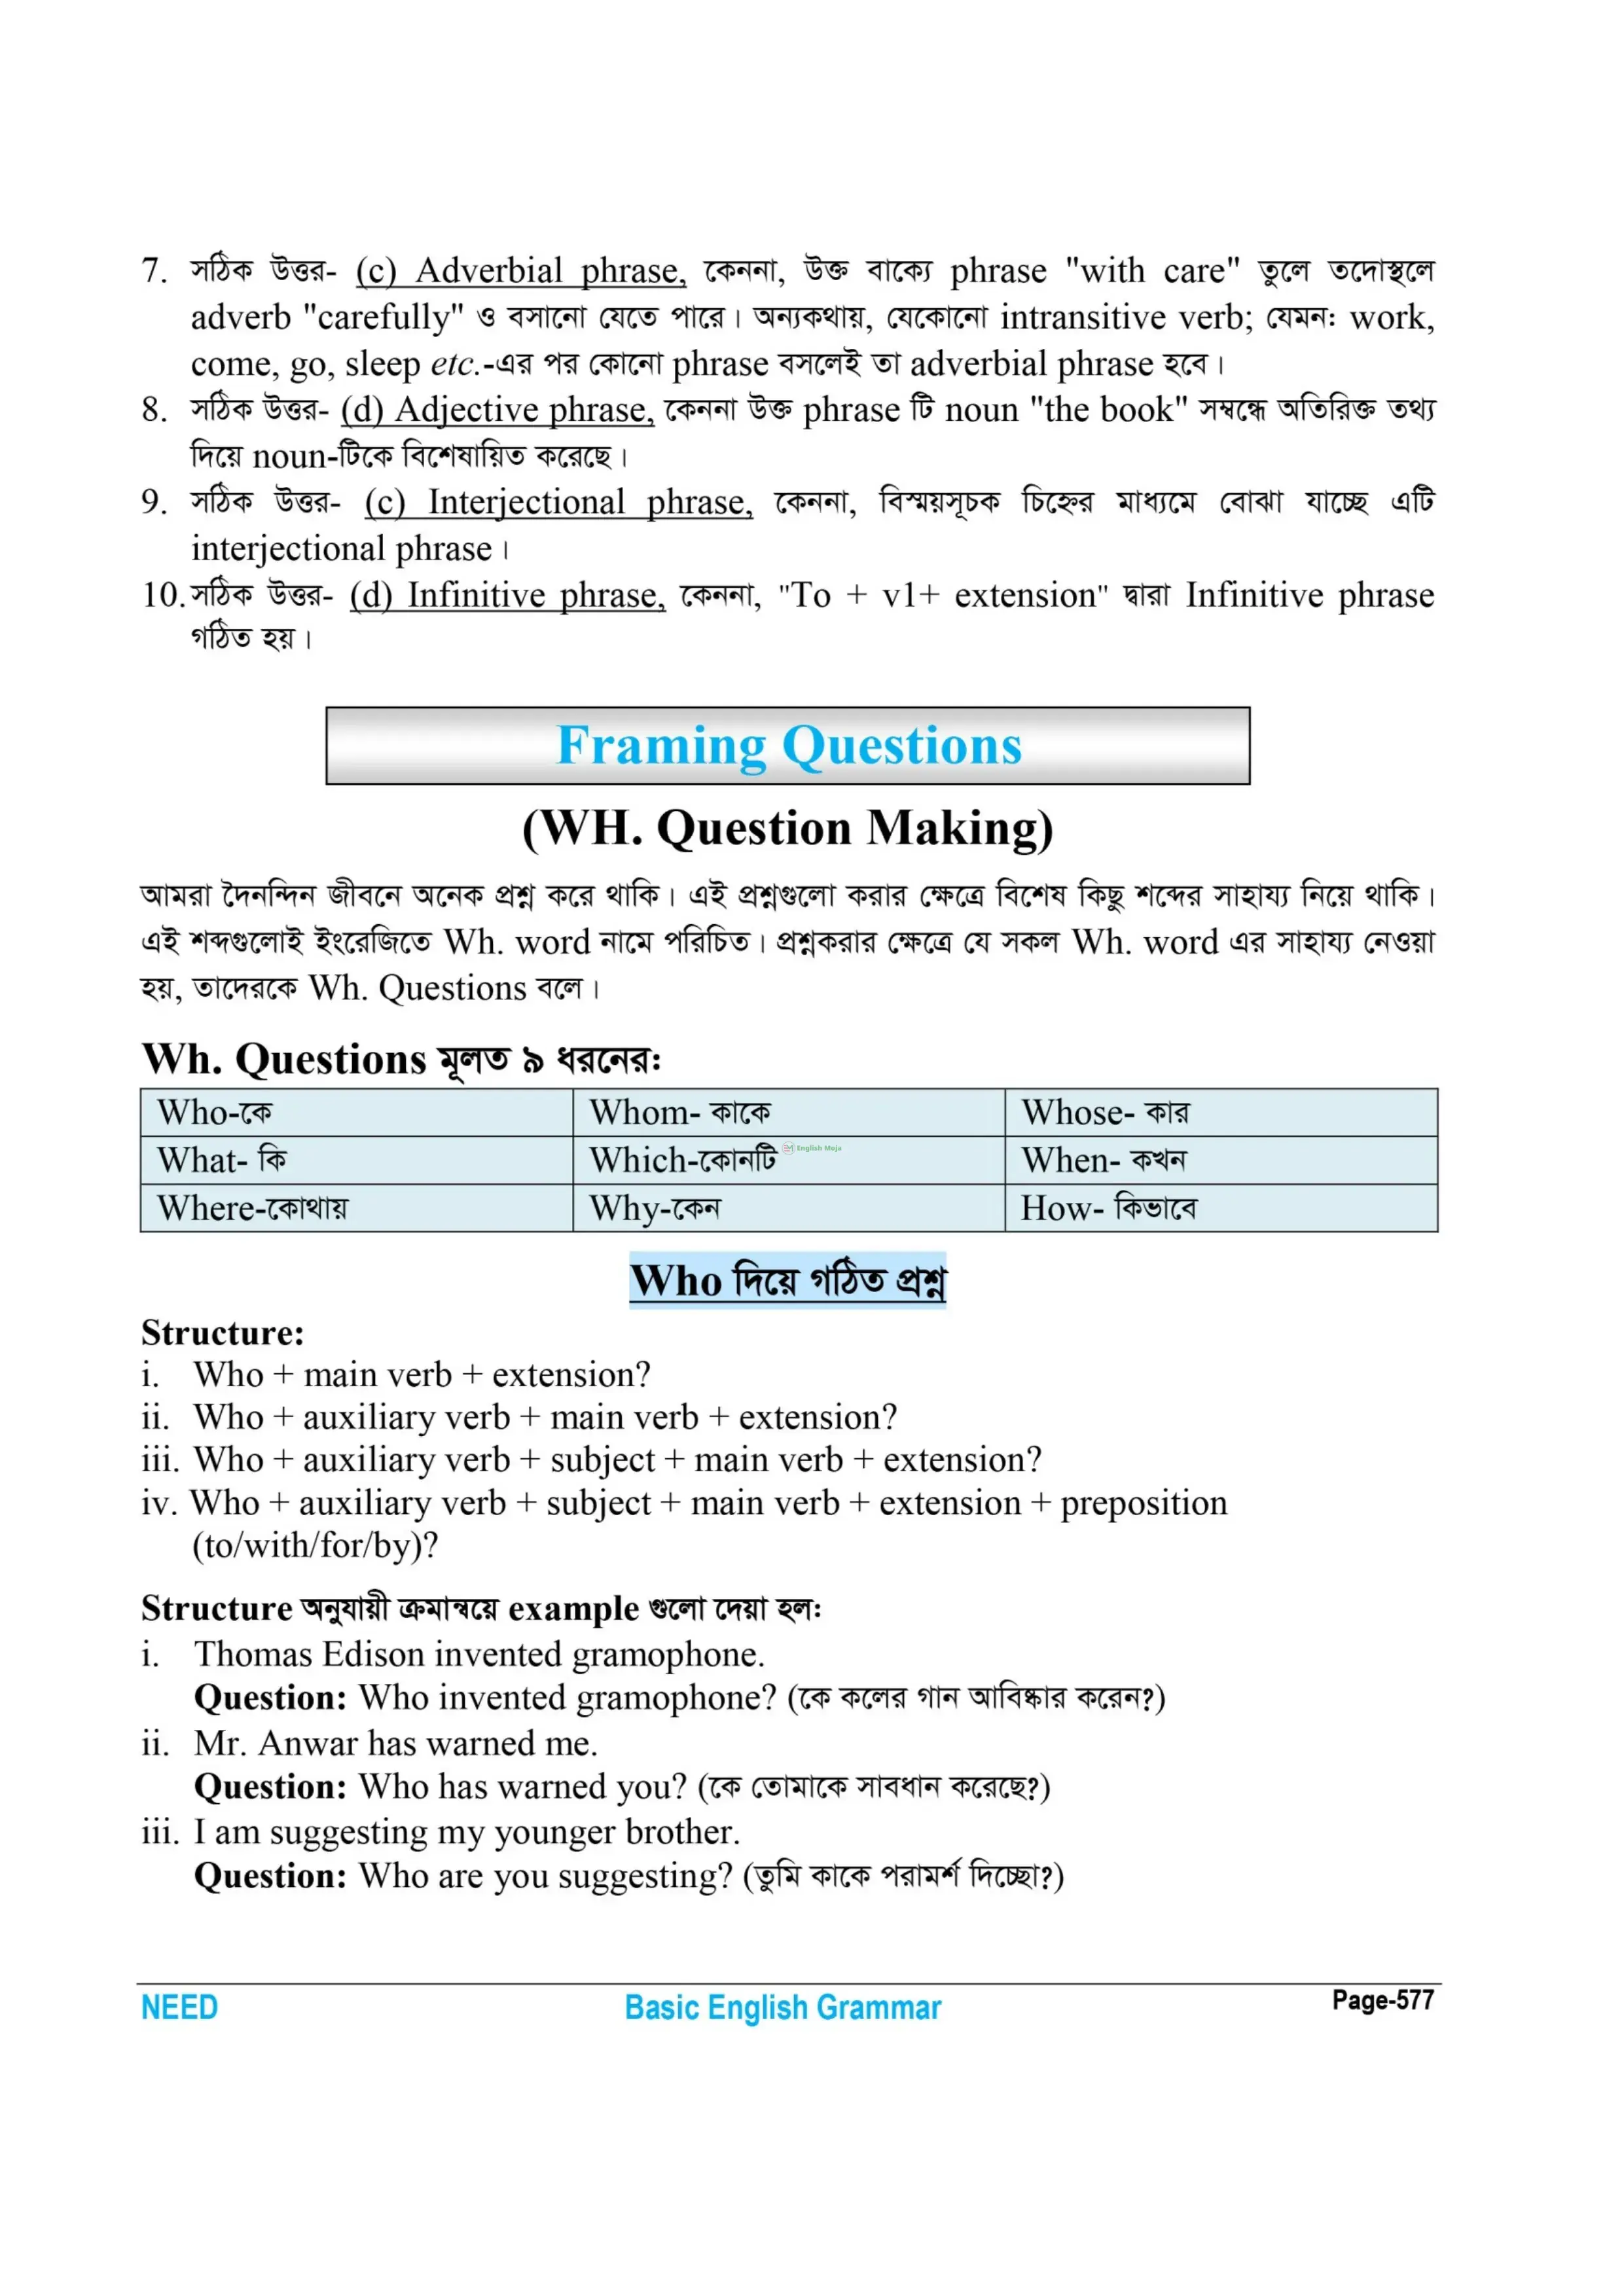 7. সঠিক উত্তর- (c) Adverbial phrase, কেননা, উক্ত বাক্যে phrase "with care" তুলে তদোস্থলে
adverb "carefully" ও বসানো যেতে পারে। অন্যকথায়, যেকোনো intransitive verb; যেমনঃ work,
come, go, sleep etc.-এর পর কোনো phrase বসলেই তা adverbial phrase হবে।
8. সঠিক উত্তর- (d) Adjective phrase, কেননা উক্ত phrase টি noun "the book" সম্বন্ধে অতিরিক্ত তথ্য
দিয়ে noun-টিকে বিশেষায়িত করেছে।
9. সঠিক উত্তর- (c) Interjectional phrase, কেননা, বিস্ময়সূচক চিহ্নের মাধ্যমে বোঝা যাচ্ছে এটি
interjectional phrase।
10. সঠিক উত্তর- (d) Infinitive phrase, কেননা, "To + v1+ extension" দ্বারা Infinitive phrase
গঠিত হয়।
Framing Questions
(WH. Question Making)
আমরা দৈনন্দিন জীবনে অনেক প্রশ্ন করে থাকি। এই প্রশ্নগুলো করার ক্ষেত্রে বিশেষ কিছু শব্দের সাহায্য নিয়ে থাকি।
এই শব্দগুলোই ইংরেজিতে Wh. word নামে পরিচিত। প্রশ্নকরার ক্ষেত্রে যে সকল Wh. word এর সাহায্য নেওয়া
হয়, তাদেরকে Wh. Questions বলে।
Wh. Questions মূলত ৯ ধরনের:
Who-কে Whom- কাকে Whose- কার
What- কি Which-কোনটি When- কখন
English Moja
Where-কোথায় Why-কেন How- কিভাবে
Who দিয়ে গঠিত প্রশ্ন
Structure:
i. Who + main verb + extension?
ii. Who + auxiliary verb + main verb + extension?
iii. Who + auxiliary verb + subject + main verb + extension?
iv. Who + auxiliary verb + subject + main verb + extension + preposition
(to/with/for/by)?
Structure অনুযায়ী ক্রমান্বয়ে example গুলো দেয়া হলঃ
i. Thomas Edison invented gramophone.
Question: Who invented gramophone? (কে কলের গান আবিষ্কার করেন?)
ii. Mr. Anwar has warned me.
Question: Who has warned you? (কে তোমাকে সাবধান করেছে?)
iii. I am suggesting my younger brother.
Question: Who are you suggesting? (তুমি কাকে পরামর্শ দিচ্ছো?)
NEED Basic English Grammar Page-577